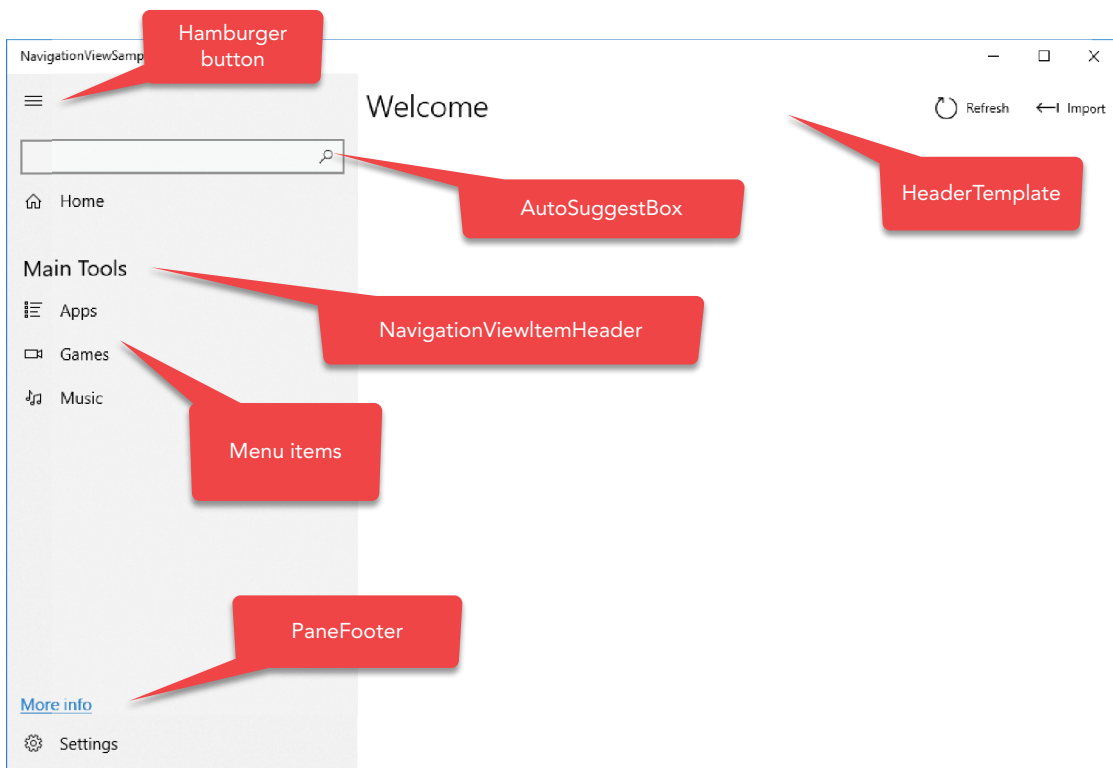 Hamburger
button
NavigationViewSamp
Welcome
Refresh
Import
HeaderTemplate
AutoSuggestBox
Home
Main Tools
NavigationViewItemHeader
Apps
Games
Music
Menu items
PaneFooter
More info
Settings